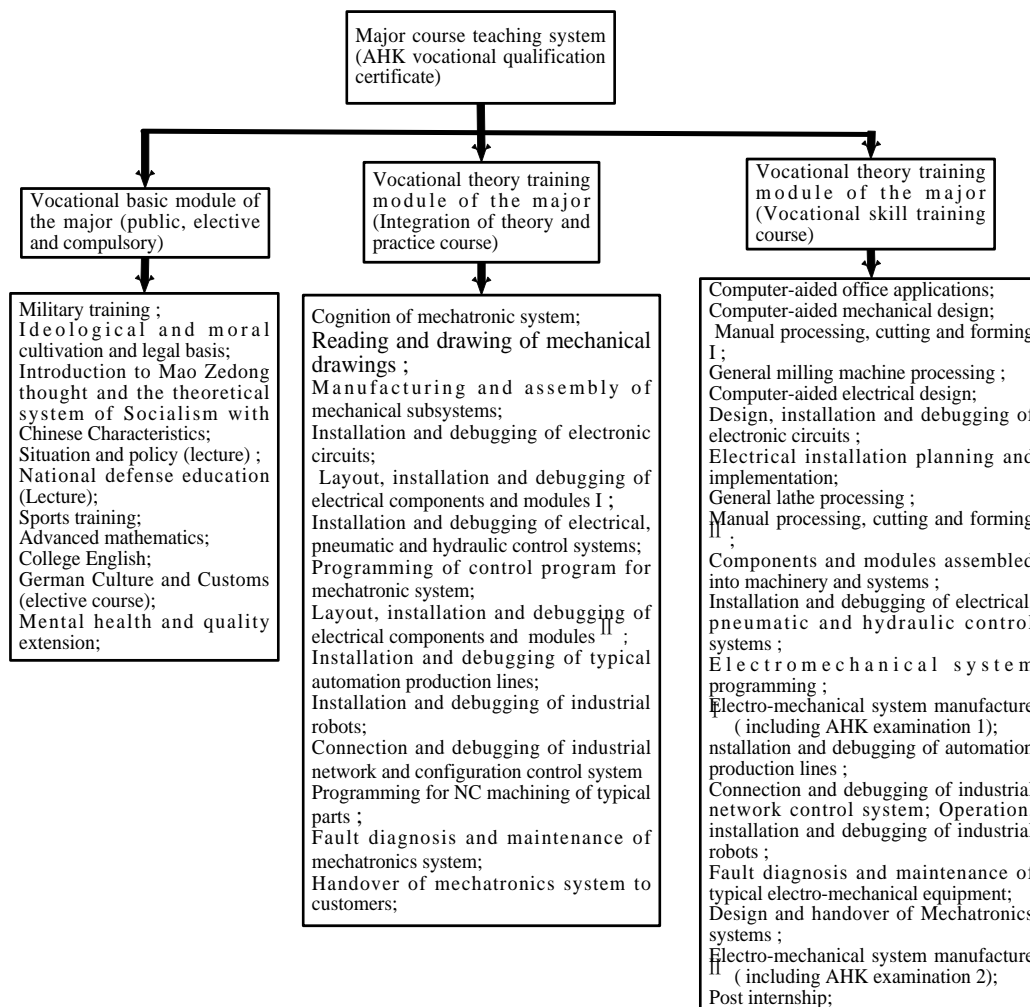 Major course teaching system
(AHK vocational qualification
certificate)
Vocational basic module of
the major (public, elective
and compulsory)
Military training ;
Ideological and moral
cultivation and legal basis;
Introduction to Mao Zedong
thought and the theoretical
system of Socialism with
Chinese Characteristics;
Situation and policy (lecture) ;
National defense education
(Lecture);
Sports training;
Advanced mathematics;
College English;
German Culture and Customs
(elective course);
Mental health and quality
extension;
Vocational theory training
module of the major
(Integration of theory and
practice course)
Cognition of mechatronic system;
Reading and drawing of mechanical
drawings ;
Manufacturing and assembly of
mechanical subsystems;
Installation and debugging of electronic
circuits;
Layout, installation and debugging of
electrical components and modules I ;
Installation and debugging of electrical,
pneumatic and hydraulic control systems;
Programming of control program for
mechatronic system;
Layout, installation and debugging of
electrical components and modules II ;
Installation and debugging of typical
automation production lines;
Installation and debugging of industrial
robots;
Connection and debugging of industrial
network and configuration control system
Programming for NC machining of typical
parts ;
Fault diagnosis and maintenance of
mechatronics system;
Handover of mechatronics system to
customers;
Vocational theory training
module of the major
(Vocational skill training
course)
Computer-aided office applications;
Computer-aided mechanical design;
Manual processing, cutting and forming
I ;
General milling machine processing ;
Computer-aided electrical design;
Design, installation and debugging of
electronic circuits ;
Electrical installation planning and
implementation;
General lathe processing ;
Manual processing, cutting and forming
II ;
Components and modules assembled
into machinery and systems ;
Installation and debugging of electrical,
pneumatic and hydraulic control
systems ;
Electromechanical system
programming ;
Electro-mechanical system manufacture
I ( including AHK examination 1);
nstallation and debugging of automation
production lines ;
Connection and debugging of industrial
network control system; Operation,
installation and debugging of industrial
robots ;
Fault diagnosis and maintenance of
typical electro-mechanical equipment;
Design and handover of Mechatronics
systems ;
Electro-mechanical system manufacture
II ( including AHK examination 2);
Post internship;